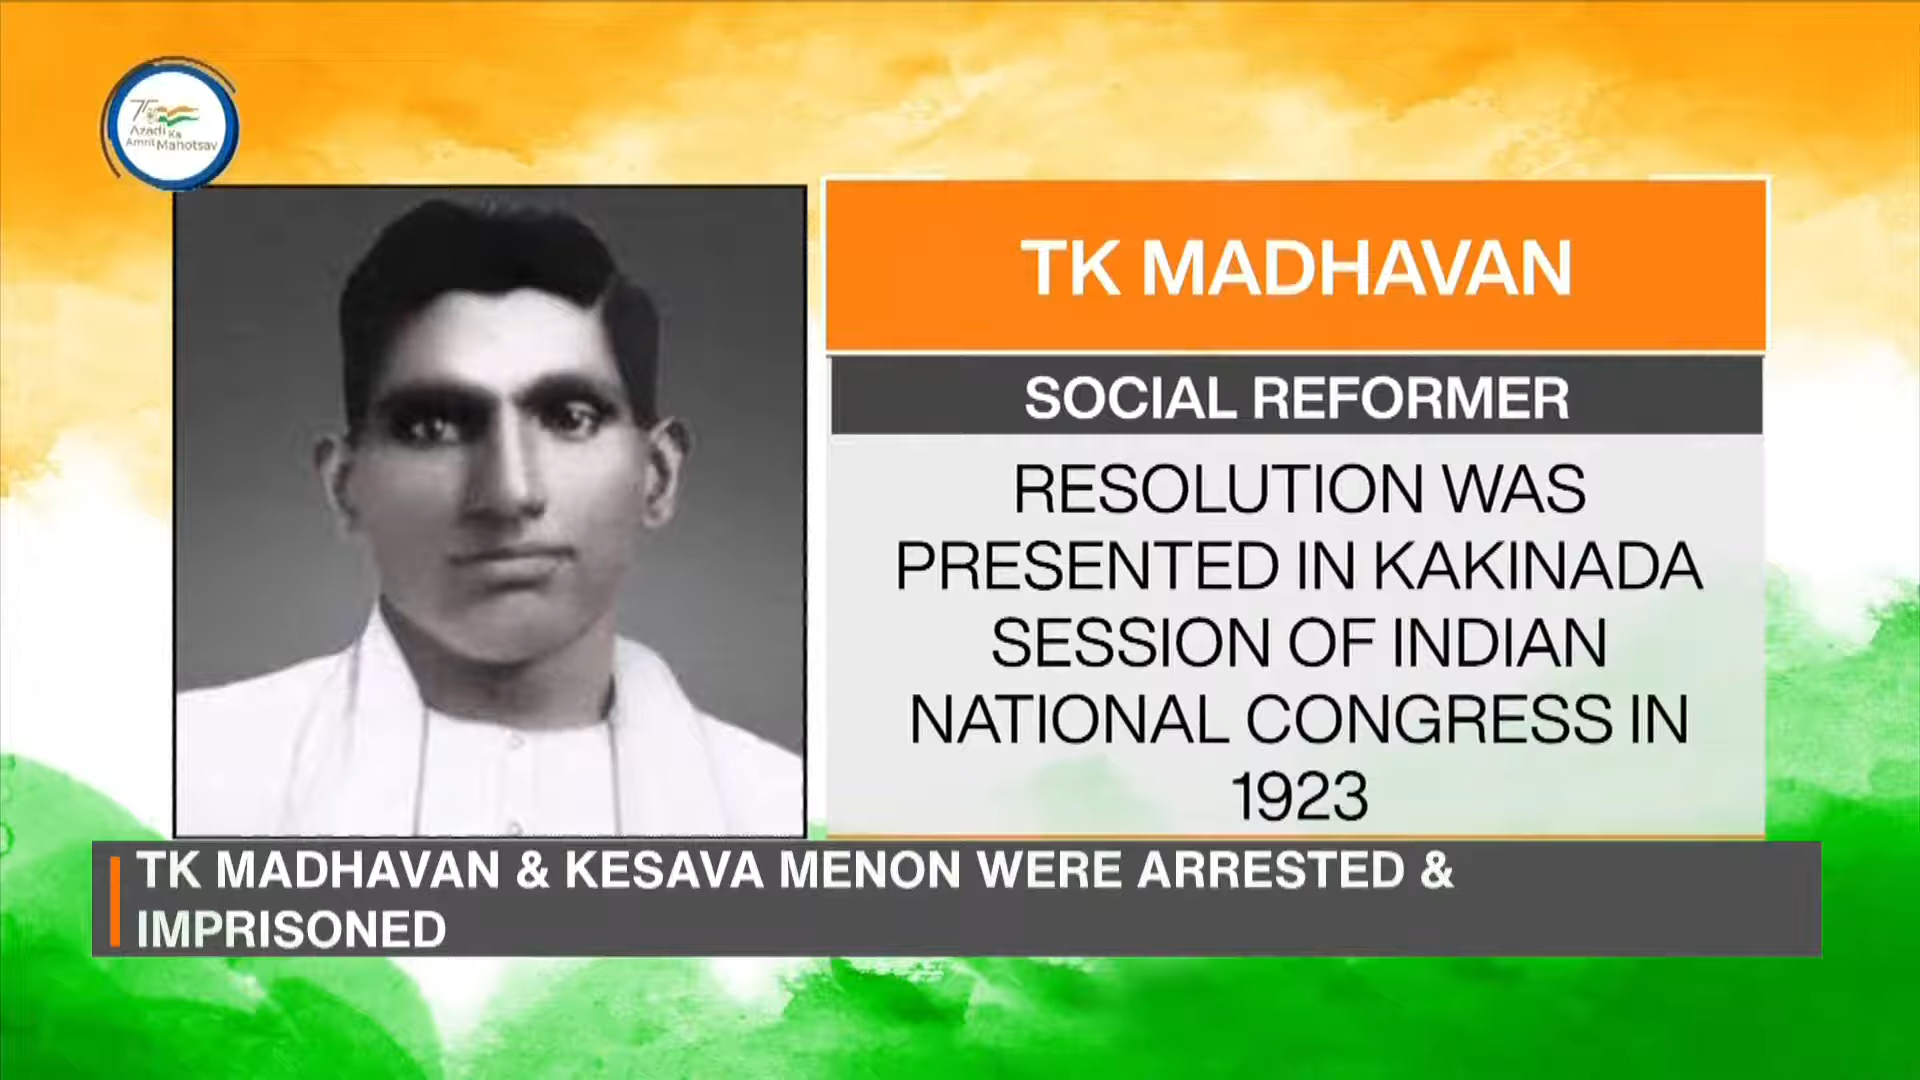 75
Azadi Ka
Amrit Mahotsav
TK MADHAVAN
SOCIAL REFORMER
RESOLUTION WAS
PRESENTED IN KAKINADA
SESSION OF INDIAN
NATIONAL CONGRESS IN
1923
TK MADHAVAN & KESAVA MENON WERE ARRESTED &
IMPRISONED